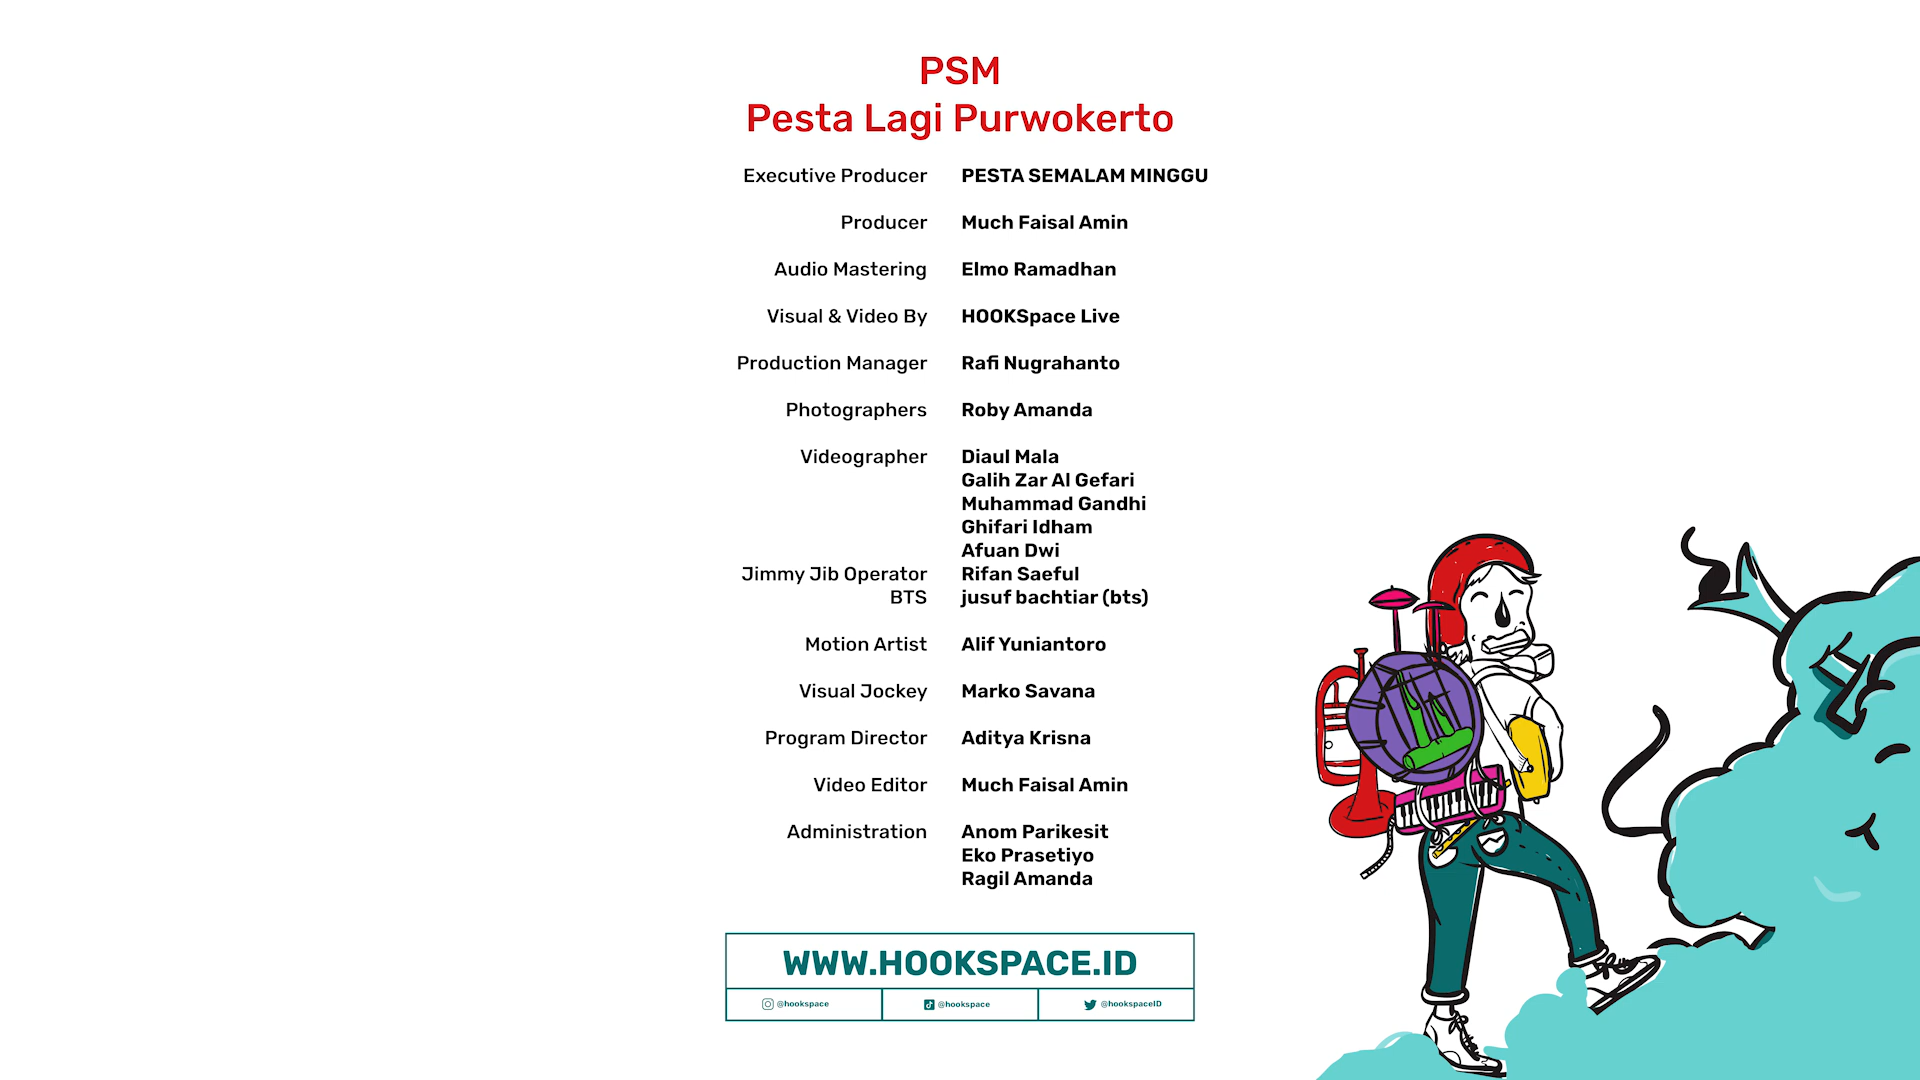 PSM
Pesta Lagi Purwokerto
Executive Producer PESTA SEMALAM MINGGU
Producer Much Faisal Amin
Audio Mastering Elmo Ramadhan
Visual & Video By HOOKSpace Live
Production Manager Rafi Nugrahanto
Photographers Roby Amanda
Videographer Diaul Mala
Galih Zar Al Gefari
Muhammad Gandhi
Ghifari Idham
Afuan Dwi
Jimmy Jib Operator Rifan Saeful
BTS jusuf bachtiar (bts)
Motion Artist Alif Yuniantoro
Visual Jockey Marko Savana
Program Director Aditya Krisna
Video Editor Much Faisal Amin
Administration Anom Parikesit
Eko Prasetiyo
Ragil Amanda
WWW.HOOKSPACE.ID
@hookspace @hookspace @hookspaceID